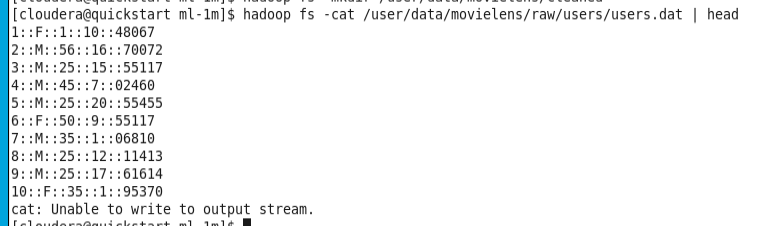 [cloudera@quickstart ml-1m]$ hadoop fs -mkdir /user/data/movielens/cleaned
[cloudera@quickstart ml-1m]$ hadoop fs -cat /user/data/movielens/raw/users/users.dat | head
1::F::1::10::48067
2::M::56::16::70072
3::M::25::15::55117
4::M::45::7::02460
5::M::25::20::55455
6::F::50::9::55117
7::M::35::1::06810
8::M::25::12::11413
9::M::25::17::61614
10::F::35::1::95370
cat: Unable to write to output stream.
[cloudera@quickstart ml-1m]$